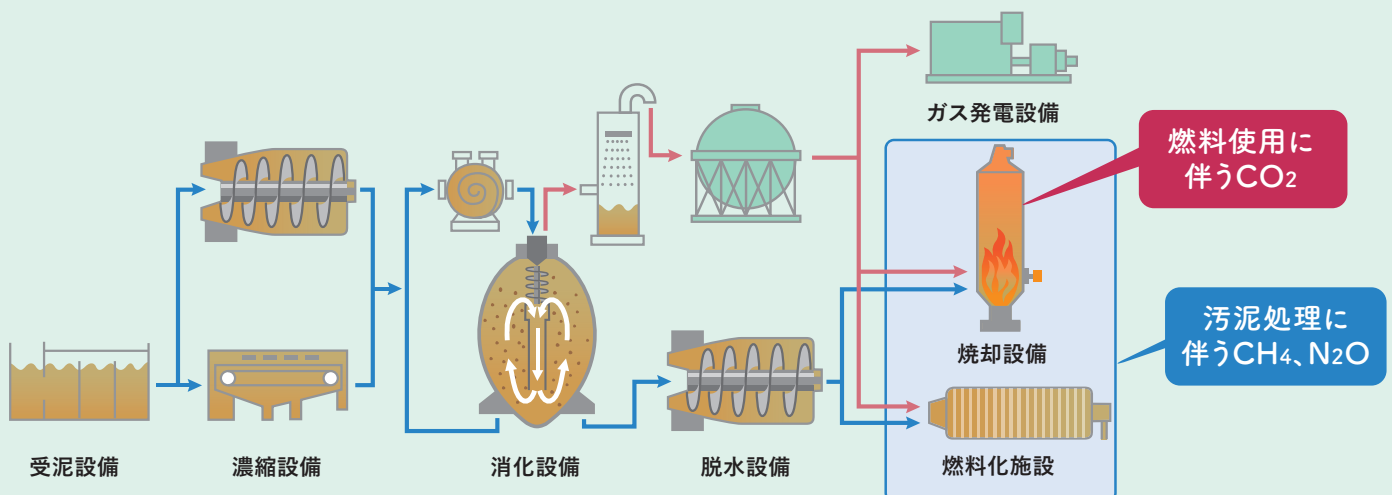 ガス発電設備
燃料使用に
伴うCO2
汚泥処理に
伴うCH4、N2O
焼却設備
受泥設備
濃縮設備
消化設備
脱水設備
燃料化施設